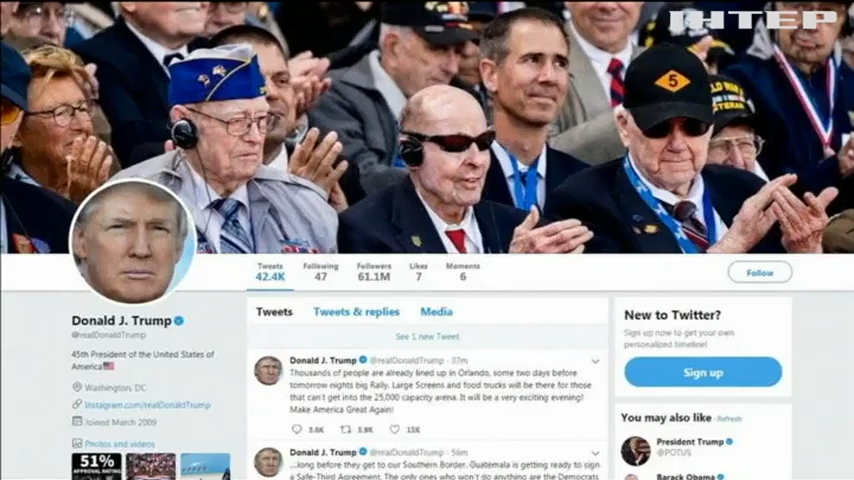 ІНТЕР
5
WAR
VETERAN
Tweets Following Followers Likes Moments
42.4K 47 61.1M 7 6
Follow
Donald J. Trump
@realDonaldTrump
45th President of the United States of
America
Washington, DC
Instagram.com/realDonaldTrump
Joined March 2009
Photos and videos
51%
APPROVAL RATING
Tweets Tweets & replies Media
See 1 new Tweet
Donald J. Trump @realDonaldTrump · 37m
Thousands of people are already lined up in Orlando, some two days before
tomorrow nights big Rally. Large Screens and food trucks will be there for those
that can't get into the 25,000 capacity arena. It will be a very exciting evening!
Make America Great Again!
3.6K 3.9K 13K
Donald J. Trump @realDonaldTrump · 59m
....long before they get to our Southern Border. Guatemala is getting ready to sign
a Safe-Third Agreement. The only ones who won't do anything are the Democrats
New to Twitter?
Sign up now to get your own
personalized timeline!
Sign up
You may also like · Refresh
President Trump
@POTUS
Barack Obama